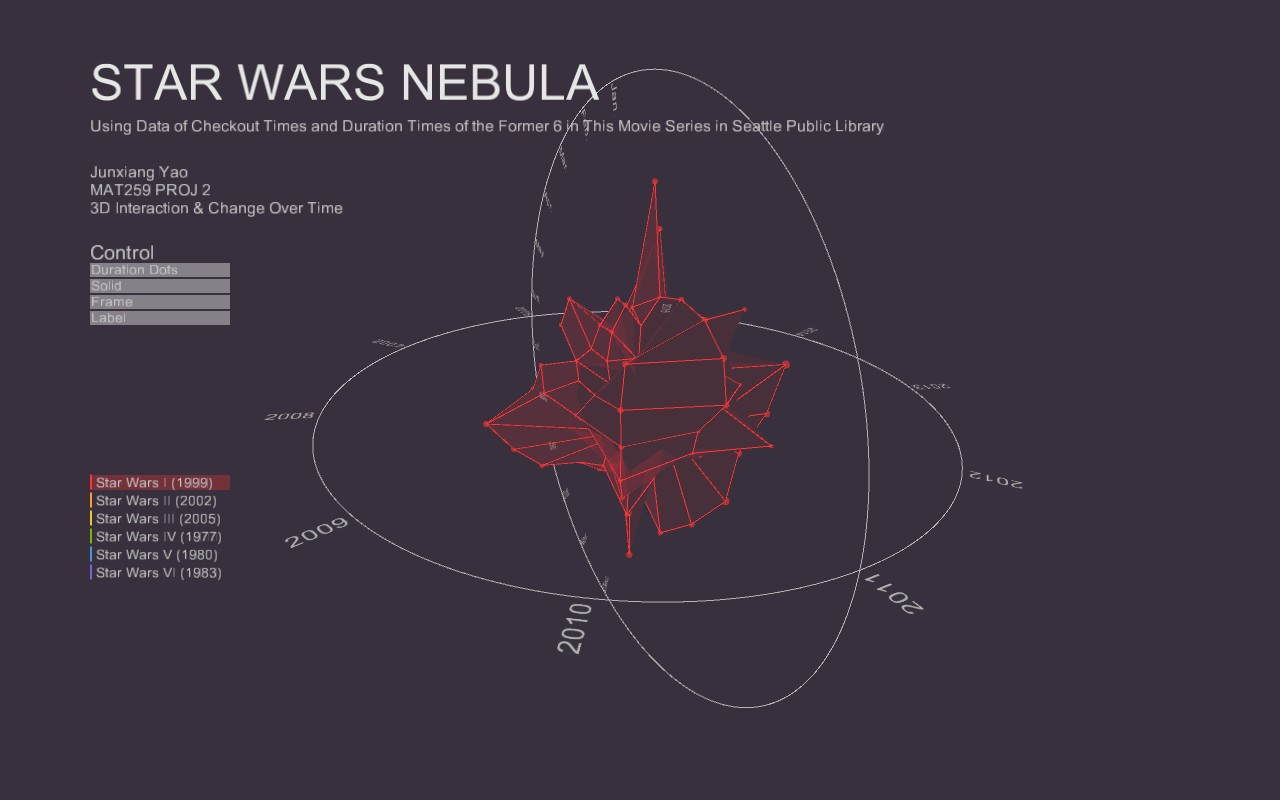 STAR WARS NEBULA
Using Data of Checkout Times and Duration Times of the Former 6 in This Movie Series in Seattle Public Library
Junxiang Yao
MAT259 PROJ 2
3D Interaction & Change Over Time
Control
Duration Dots
Solid
Frame
Label
Star Wars I (1999)
Star Wars II (2002)
Star Wars III (2005)
Star Wars IV (1977)
Star Wars V (1980)
Star Wars VI (1983)
Jan
2007
2008
2009
2010
2011
2012
2013